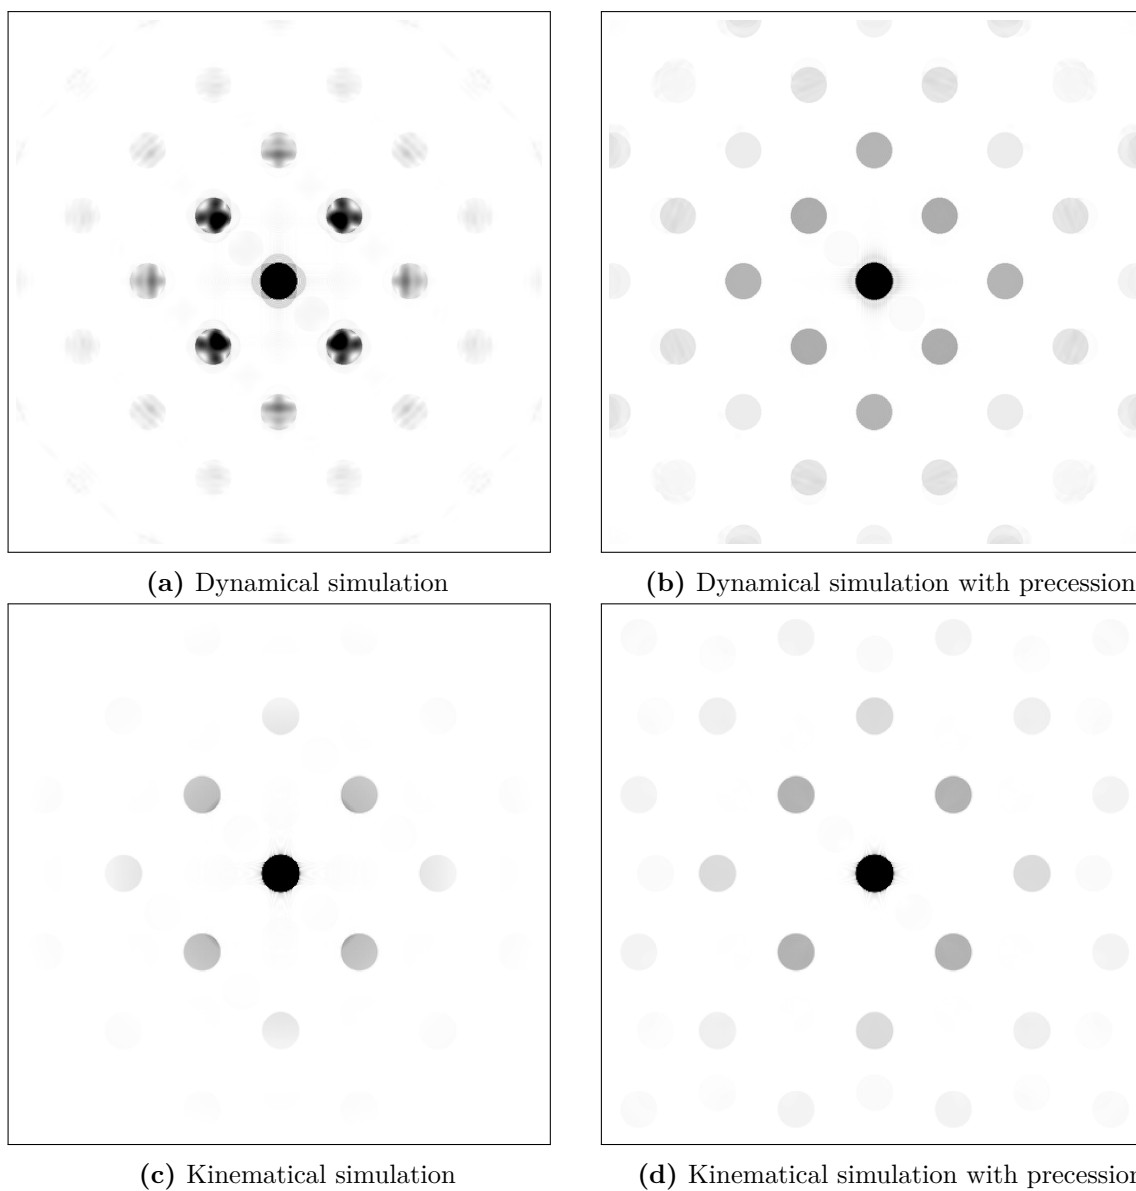 (a) Dynamical simulation
(b) Dynamical simulation with precession
(c) Kinematical simulation
(d) Kinematical simulation with precession